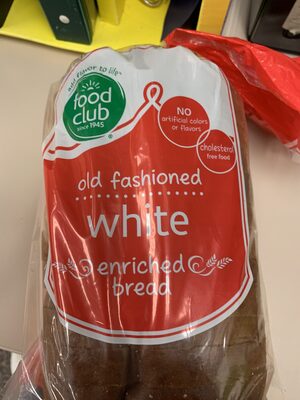 add flavor to life™
food
club
since 1945
®
NO
artificial colors
or flavors
cholesterol
free food
old fashioned
white
enriched
bread